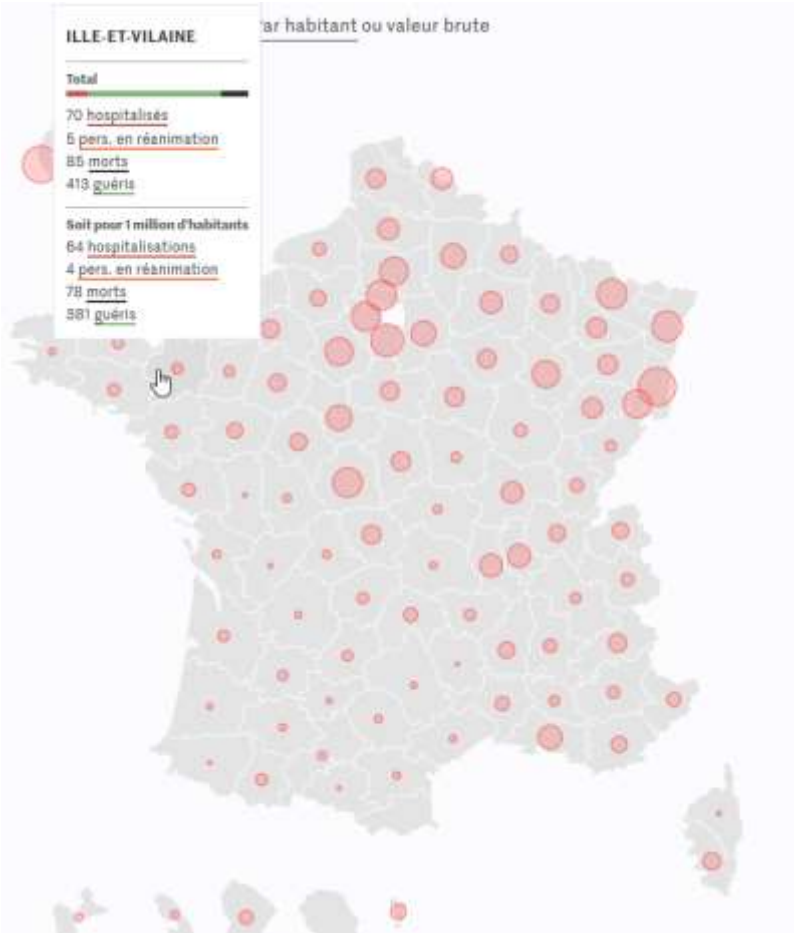 ILLE-ET-VILAINE
ar habitant ou valeur brute
Total
70 hospitalisés
5 pers. en réanimation
85 morts
413 guéris
Soit pour 1 million d'habitants
64 hospitalisations
4 pers. en réanimation
78 morts
381 guéris